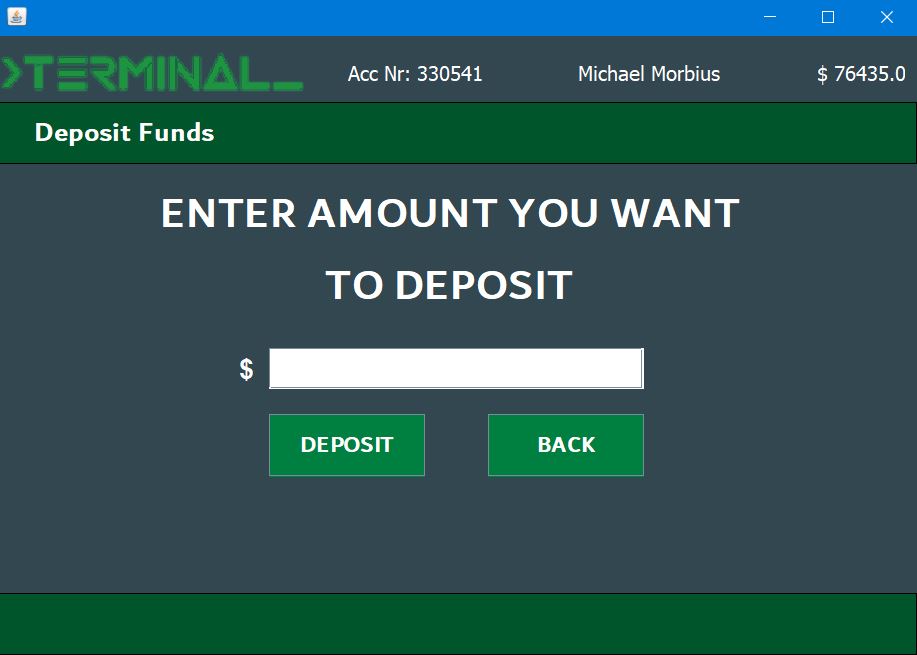 >TERMINAL_
Acc Nr: 330541 Michael Morbius $ 76435.0
Deposit Funds
ENTER AMOUNT YOU WANT
TO DEPOSIT
$
DEPOSIT BACK